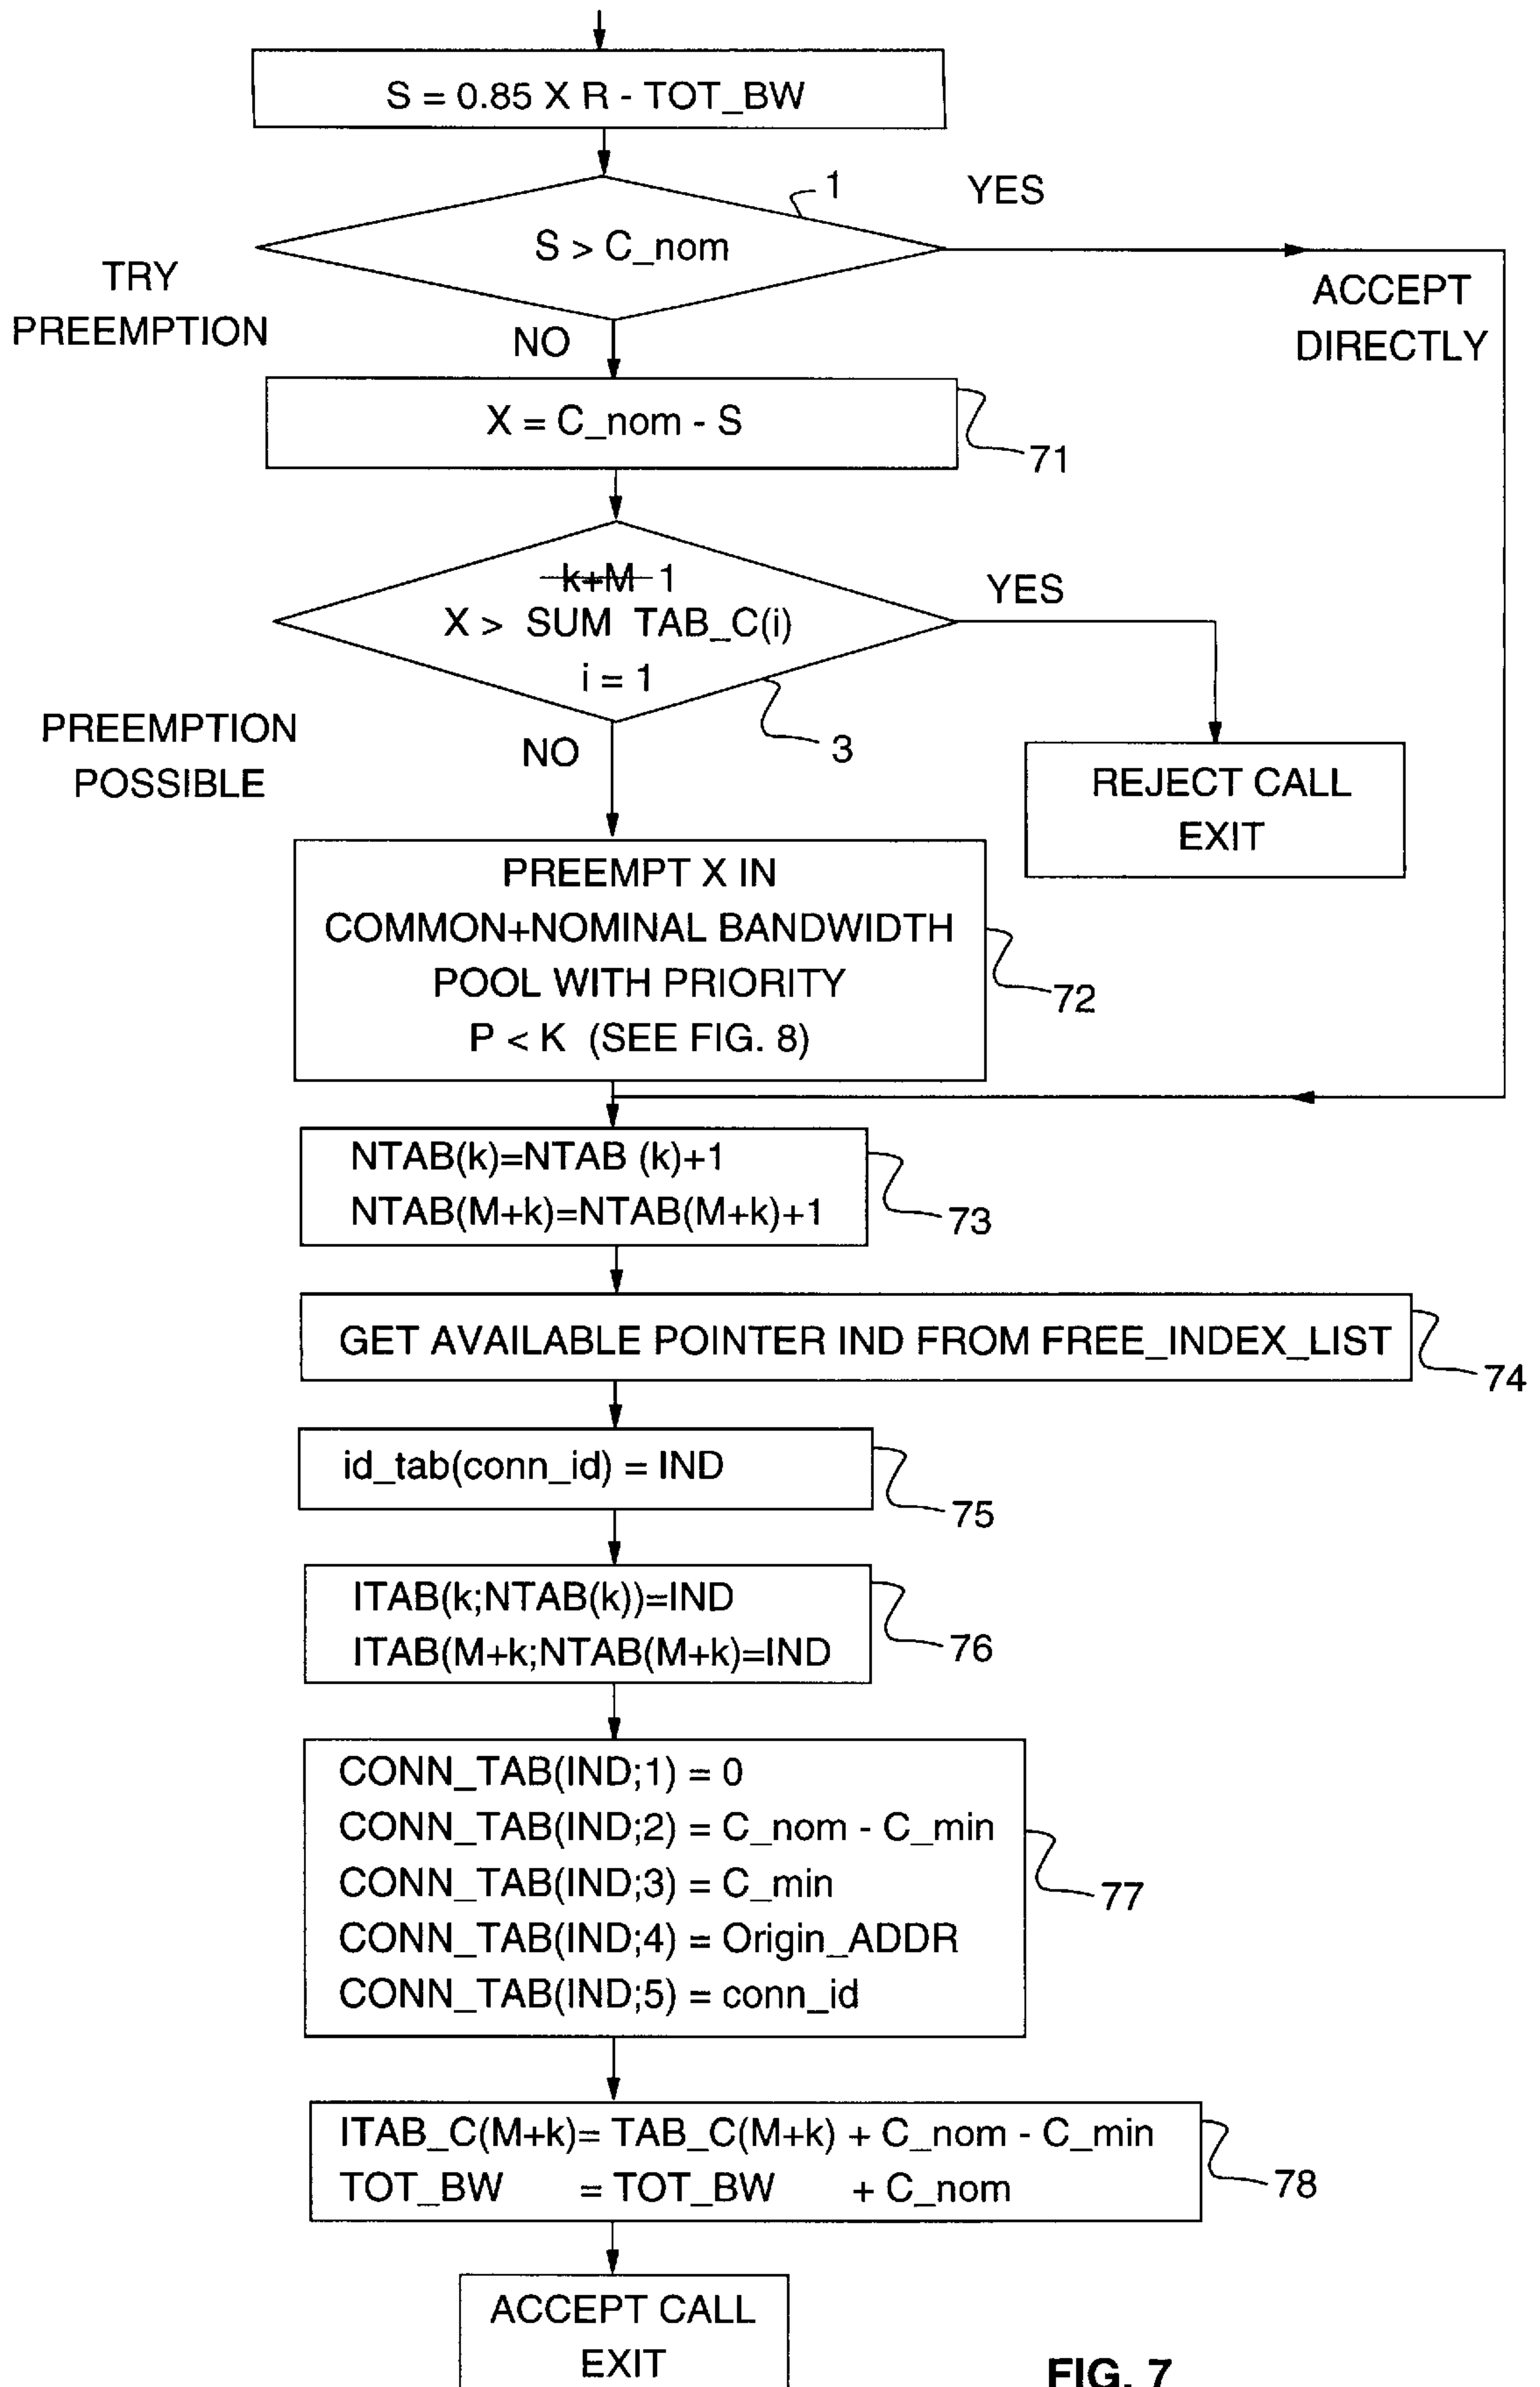 S = 0.85 X R - TOT_BW
1
YES
S > C_nom
TRY
PREEMPTION
ACCEPT
DIRECTLY
NO
X = C_nom - S
71
k+M 1
X > SUM TAB_C(i)
i = 1
YES
3
PREEMPTION
POSSIBLE
NO
REJECT CALL
EXIT
PREEMPT X IN
COMMON+NOMINAL BANDWIDTH
POOL WITH PRIORITY
P < K (SEE FIG. 8)
72
NTAB(k)=NTAB (k)+1
NTAB(M+k)=NTAB(M+k)+1
73
GET AVAILABLE POINTER IND FROM FREE_INDEX_LIST
74
id_tab(conn_id) = IND
75
ITAB(k;NTAB(k))=IND
ITAB(M+k;NTAB(M+k)=IND
76
CONN_TAB(IND;1) = 0
CONN_TAB(IND;2) = C_nom - C_min
CONN_TAB(IND;3) = C_min
CONN_TAB(IND;4) = Origin_ADDR
CONN_TAB(IND;5) = conn_id
77
ITAB_C(M+k)= TAB_C(M+k) + C_nom - C_min
TOT_BW = TOT_BW + C_nom
78
ACCEPT CALL
EXIT
FIG. 7